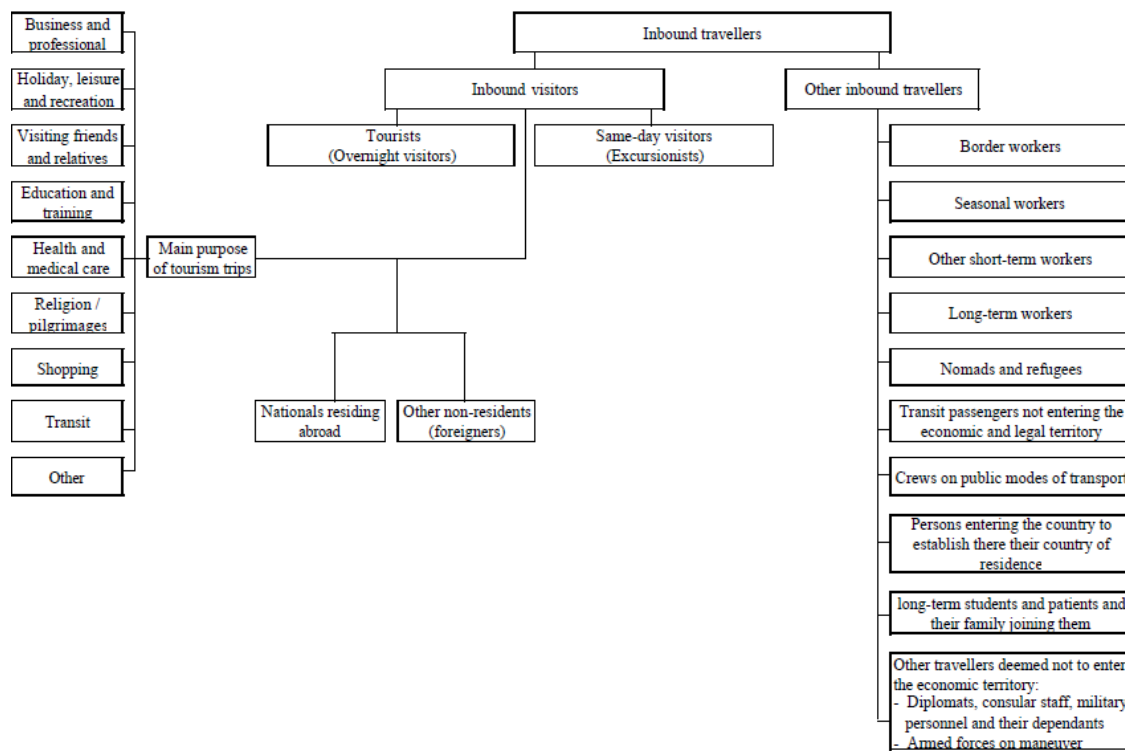 Inbound travellers
Inbound visitors
Other inbound travellers
Tourists
(Overnight visitors)
Same-day visitors
(Excursionists)
Business and
professional
Holiday, leisure
and recreation
Visiting friends
and relatives
Education and
training
Health and
medical care
Religion /
pilgrimages
Shopping
Transit
Other
Main purpose
of tourism trips
Nationals residing
abroad
Other non-residents
(foreigners)
Border workers
Seasonal workers
Other short-term workers
Long-term workers
Nomads and refugees
Transit passengers not entering the
economic and legal territory
Crews on public modes of transport
Persons entering the country to
establish there their country of
residence
long-term students and patients and
their family joining them
Other travellers deemed not to enter
the economic territory:
- Diplomats, consular staff, military
personnel and their dependants
- Armed forces on maneuver